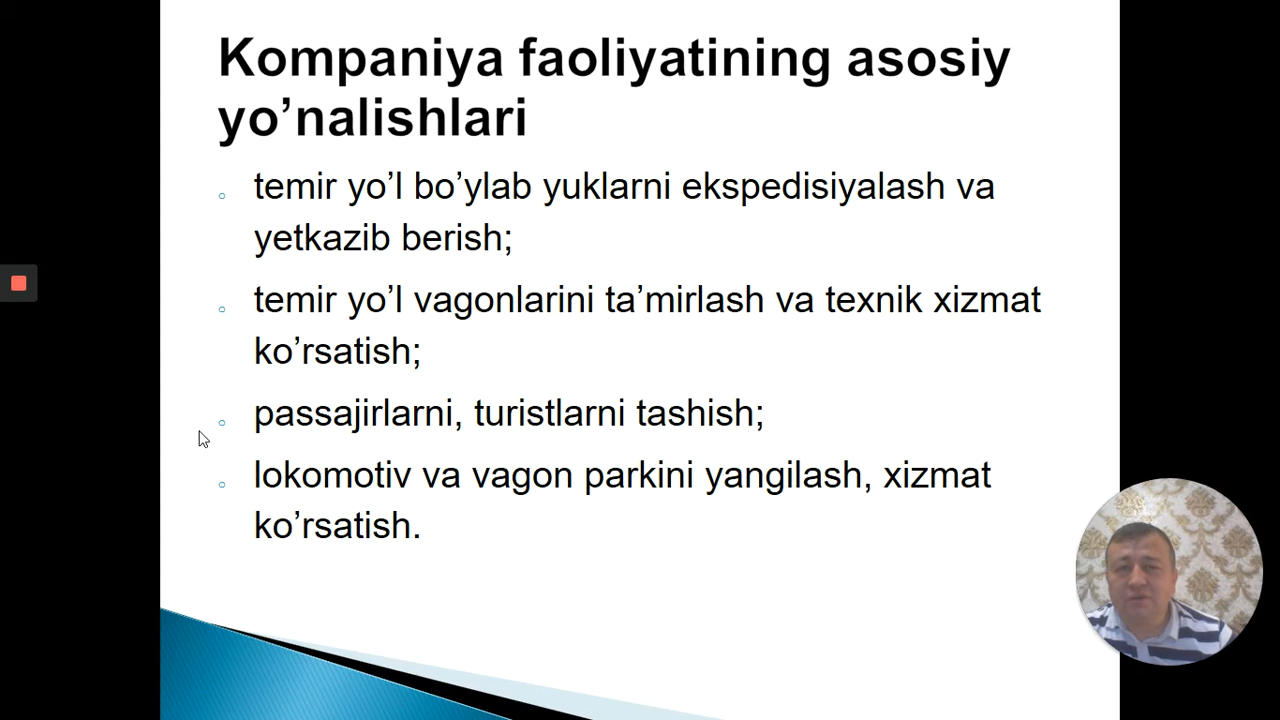 Kompaniya faoliyatining asosiy
yo’nalishlari
temir yo’l bo’ylab yuklarni ekspedisiyalash va
yetkazib berish;
temir yo’l vagonlarini ta’mirlash va texnik xizmat
ko’rsatish;
passajirlarni, turistlarni tashish;
lokomotiv va vagon parkini yangilash, xizmat
ko’rsatish.